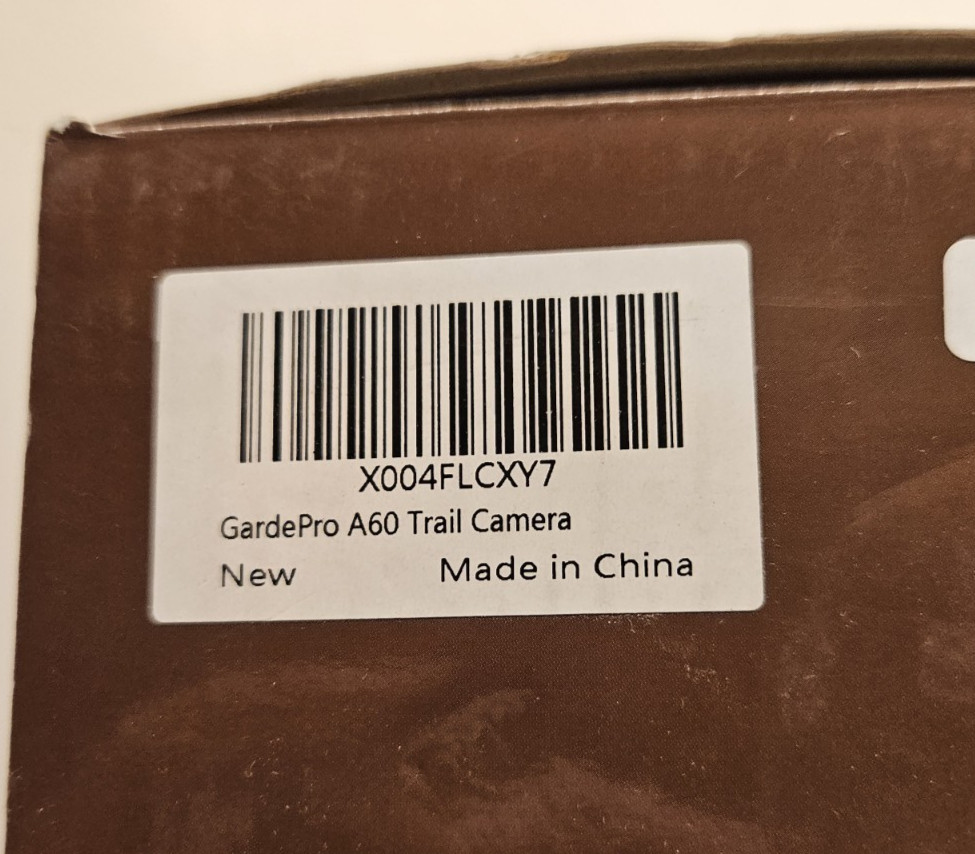 X004FLCXY7
GardePro A60 Trail Camera
New Made in China